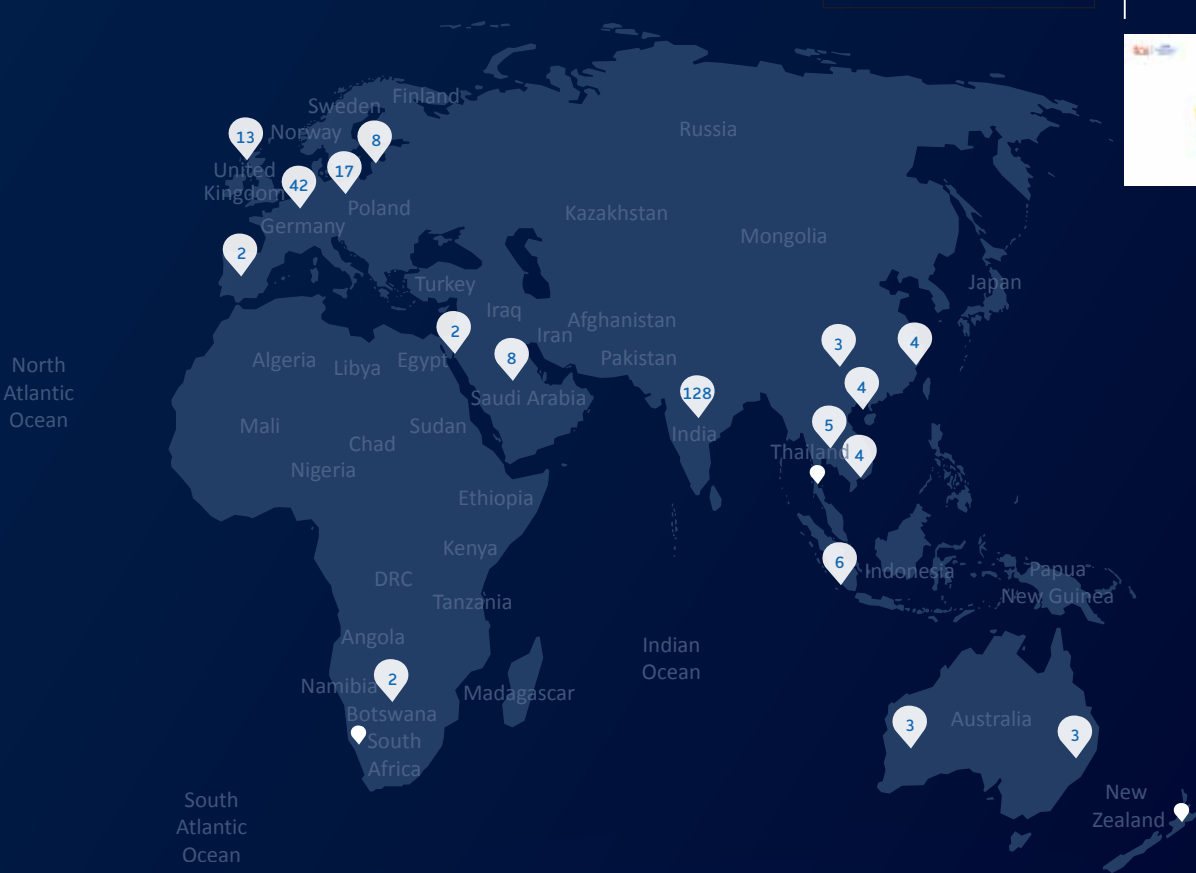 Finland
Sweden
13
Norway
8
Russia
United
Kingdom
42
17
Poland
Kazakhstan
Germany
Mongolia
2
Turkey
Japan
Iraq
Afghanistan
2
Iran
3
4
North
Atlantic
Ocean
Algeria
Libya
Egypt
8
Pakistan
128
4
Saudi Arabia
Mali
Chad
Sudan
India
5
Thailand
4
Nigeria
Ethiopia
Kenya
6
Indonesia
Papua
New Guinea
DRC
Tanzania
Angola
Indian
Ocean
Namibia
2
Madagascar
Botswana
South
Africa
3
Australia
3
South
Atlantic
Ocean
New
Zealand